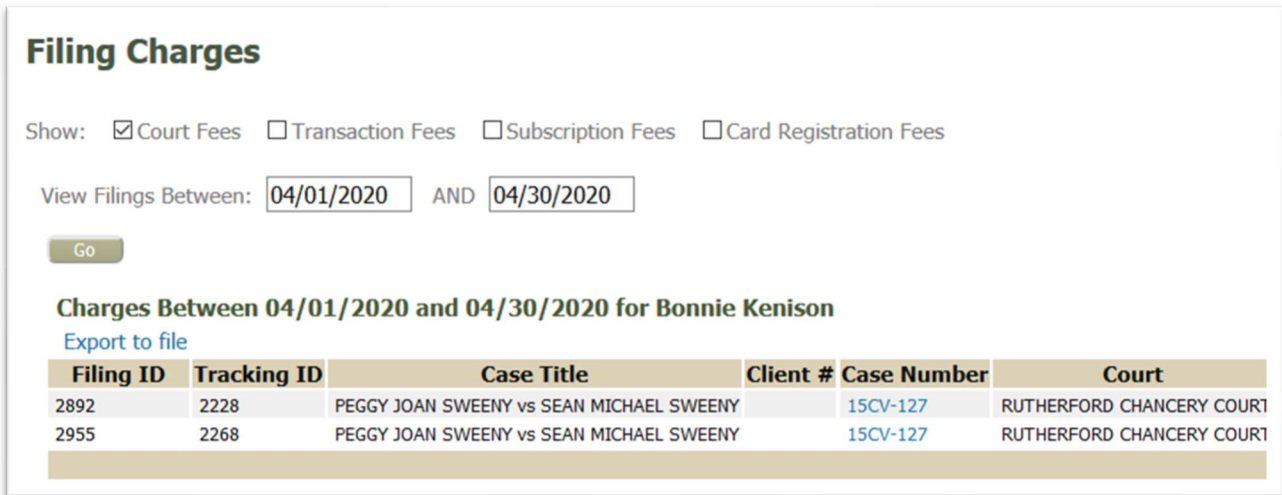 Filing Charges
Show: Court Fees Transaction Fees Subscription Fees Card Registration Fees
View Filings Between: 04/01/2020 AND 04/30/2020
Go
Charges Between 04/01/2020 and 04/30/2020 for Bonnie Kenison
Export to file
Filing ID Tracking ID Case Title Client # Case Number Court
2892 2228 PEGGY JOAN SWEENY vs SEAN MICHAEL SWEENY 15CV-127 RUTHERFORD CHANCERY COURT
2955 2268 PEGGY JOAN SWEENY vs SEAN MICHAEL SWEENY 15CV-127 RUTHERFORD CHANCERY COURT